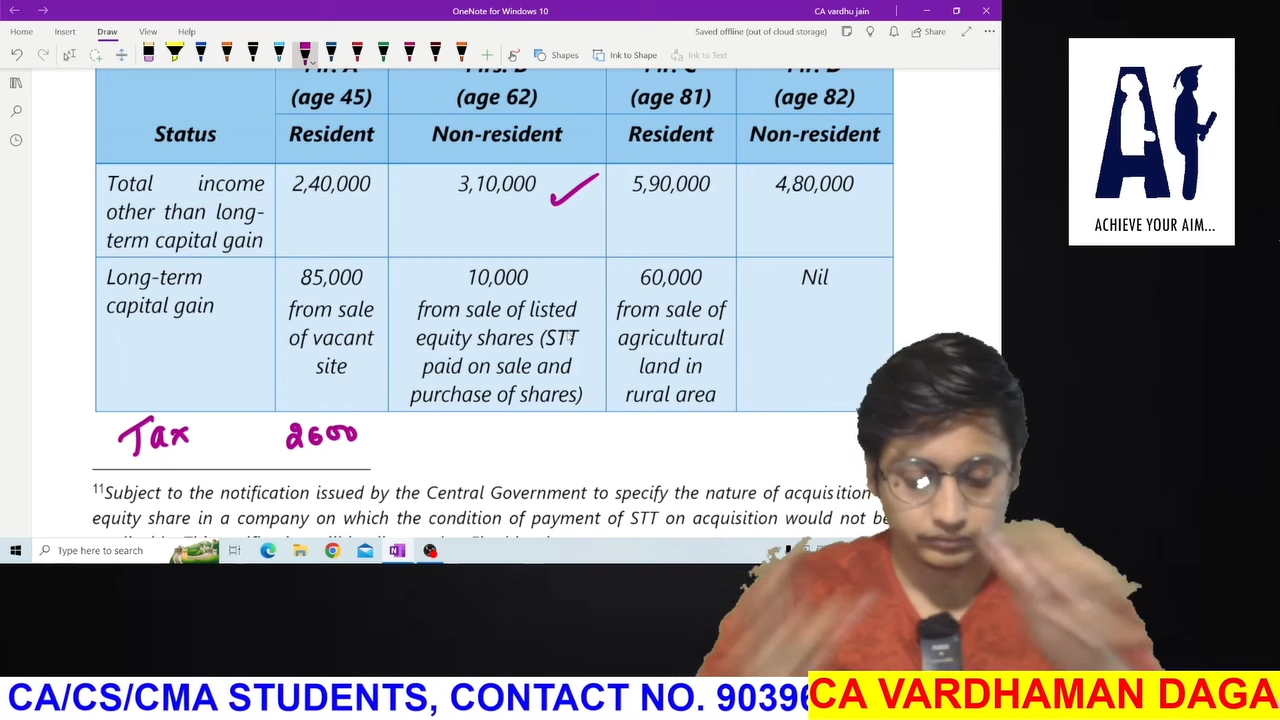 OneNote for Windows 10
CA vardhu jain
Home Insert Draw View Help
Saved offline (out of cloud storage)
Share
Shapes
Ink to Shape
Ink to Text
(age 45) (age 62) (age 81) (age 82)
Status Resident Non-resident Resident Non-resident
Total income 2,40,000 3,10,000 5,90,000 4,80,000
other than long-
term capital gain
Long-term 85,000 10,000 60,000 Nil
capital gain from sale from sale of listed from sale of
of vacant equity shares (STT agricultural
site paid on sale and land in
purchase of shares) rural area
Tax 2600
11Subject to the notification issued by the Central Government to specify the nature of acquisition
equity share in a company on which the condition of payment of STT on acquisition would not be
Type here to search
ACHIEVE YOUR AIM...
CA/CS/CMA STUDENTS, CONTACT NO. 9039
CA VARDHAMAN DAGA